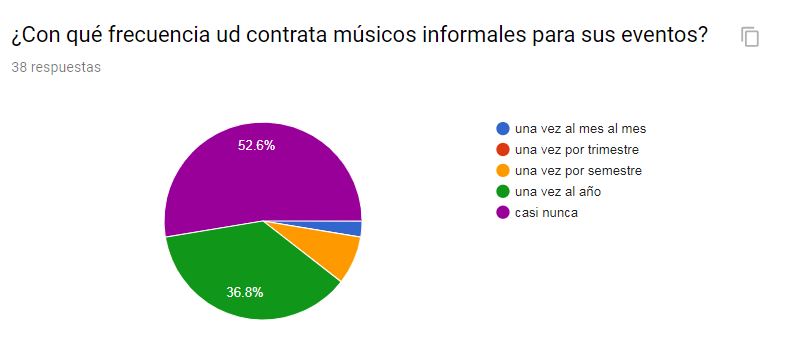 ¿Con qué frecuencia ud contrata músicos informales para sus eventos?
38 respuestas
52.6%
36.8%
una vez al mes al mes
una vez por trimestre
una vez por semestre
una vez al año
casi nunca